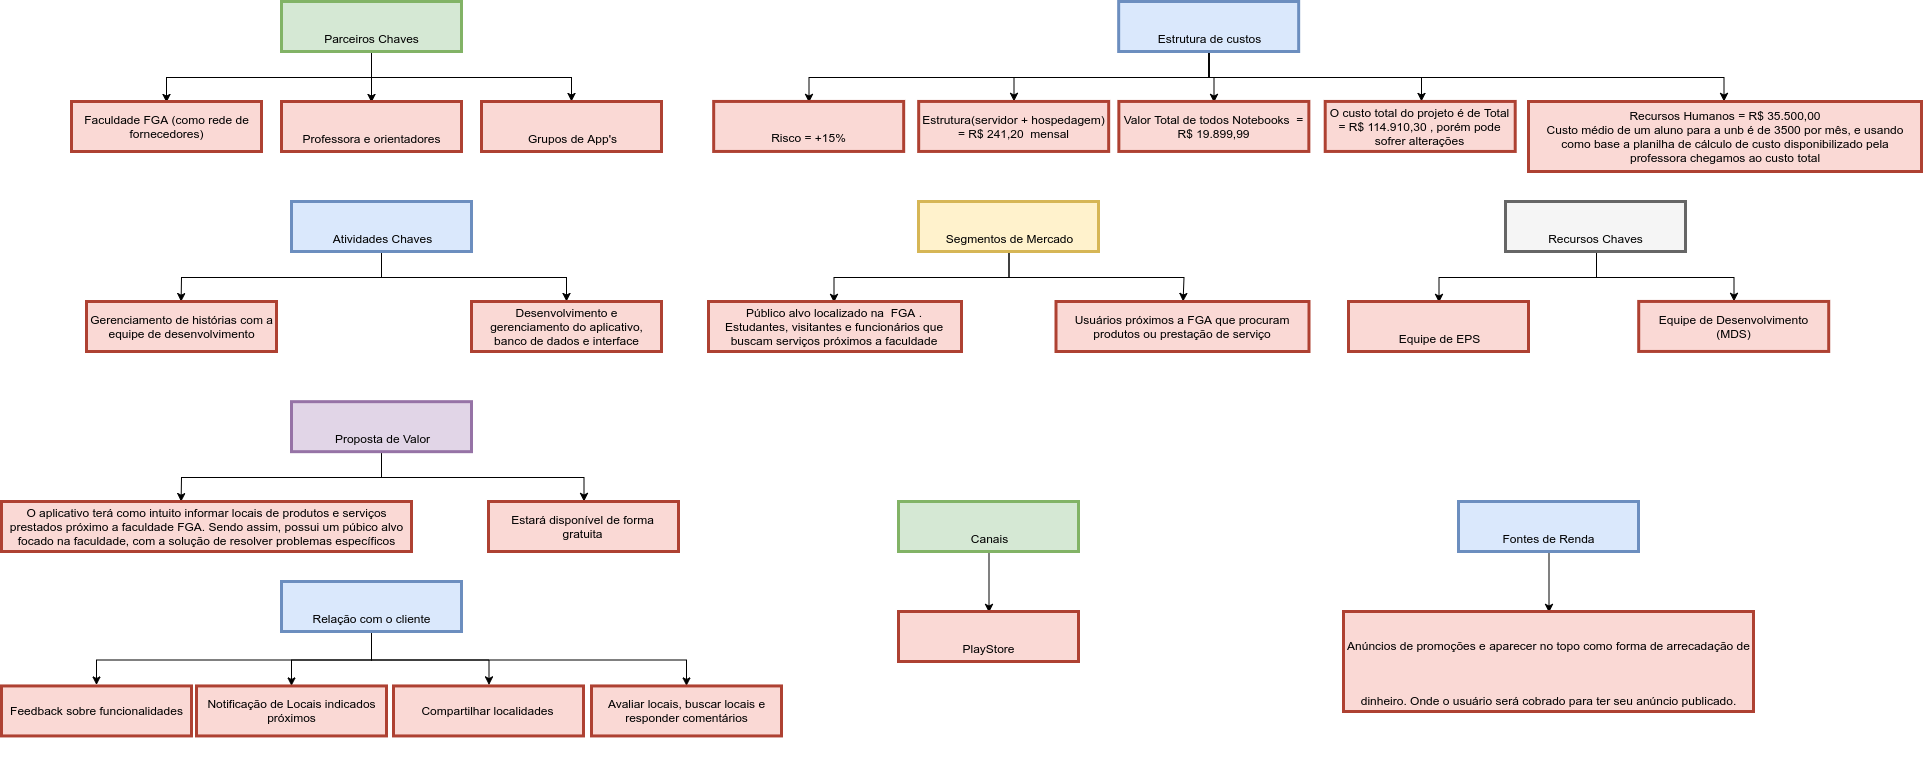 Parceiros Chaves
Faculdade FGA (como rede de
fornecedores)
Professora e orientadores
Grupos de App's
Estrutura de custos
Risco = +15%
Estrutura(servidor + hospedagem)
= R$ 241,20  mensal
Valor Total de todos Notebooks  =
R$ 19.899,99
O custo total do projeto é de Total
= R$ 114.910,30 , porém pode
sofrer alterações
Recursos Humanos = R$ 35.500,00
Custo médio de um aluno para a unb é de 3500 por mês, e usando
como base a planilha de cálculo de custo disponibilizado pela
professora chegamos ao custo total
Atividades Chaves
Gerenciamento de histórias com a
equipe de desenvolvimento
Desenvolvimento e
gerenciamento do aplicativo,
banco de dados e interface
Segmentos de Mercado
Público alvo localizado na  FGA .
Estudantes, visitantes e funcionários que
buscam serviços próximos a faculdade
Usuários próximos a FGA que procuram
produtos ou prestação de serviço
Recursos Chaves
Equipe de EPS
Equipe de Desenvolvimento
(MDS)
Proposta de Valor
O aplicativo terá como intuito informar locais de produtos e serviços
prestados próximo a faculdade FGA. Sendo assim, possui um púbico alvo
focado na faculdade, com a solução de resolver problemas específicos
Estará disponível de forma
gratuita
Canais
PlayStore
Fontes de Renda
Anúncios de promoções e aparecer no topo como forma de arrecadação de
dinheiro. Onde o usuário será cobrado para ter seu anúncio publicado.
Relação com o cliente
Feedback sobre funcionalidades
Notificação de Locais indicados
próximos
Compartilhar localidades
Avaliar locais, buscar locais e
responder comentários